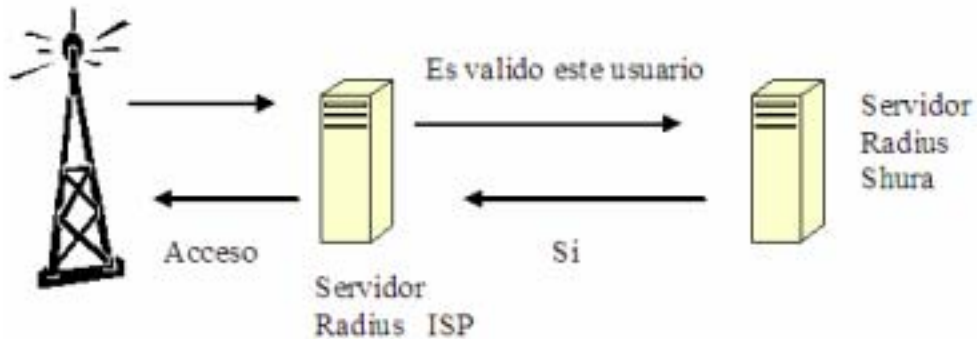 Es valido este usuario
Servidor
Radius
Shura
Acceso
Si
Servidor
Radius ISP